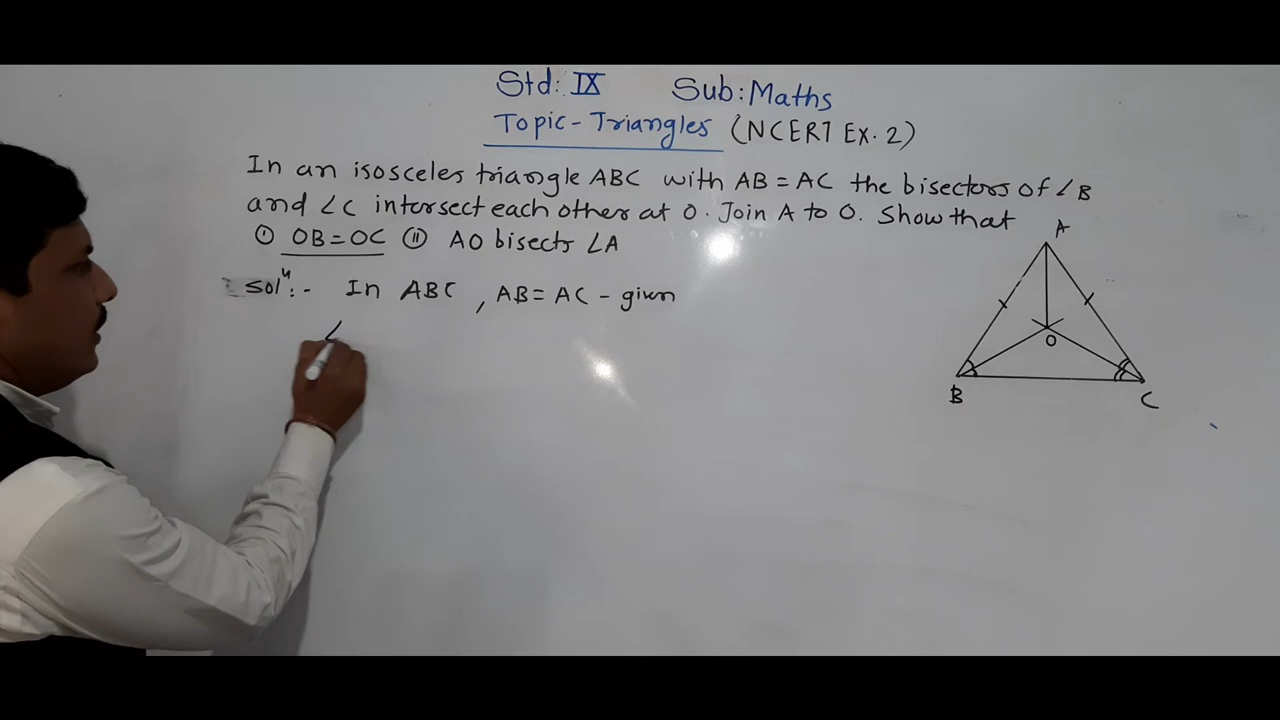 Std: IX Sub: Maths
Topic - Triangles (NCERT Ex. 2)
In an isosceles triangle ABC with AB = AC the bisectors of ∠B
and ∠C intersect each other at O. Join A to O. Show that
(i) OB = OC (ii) AO bisects ∠A
Solⁿ :- In ABC, AB = AC - given
∠
A
O
B
C